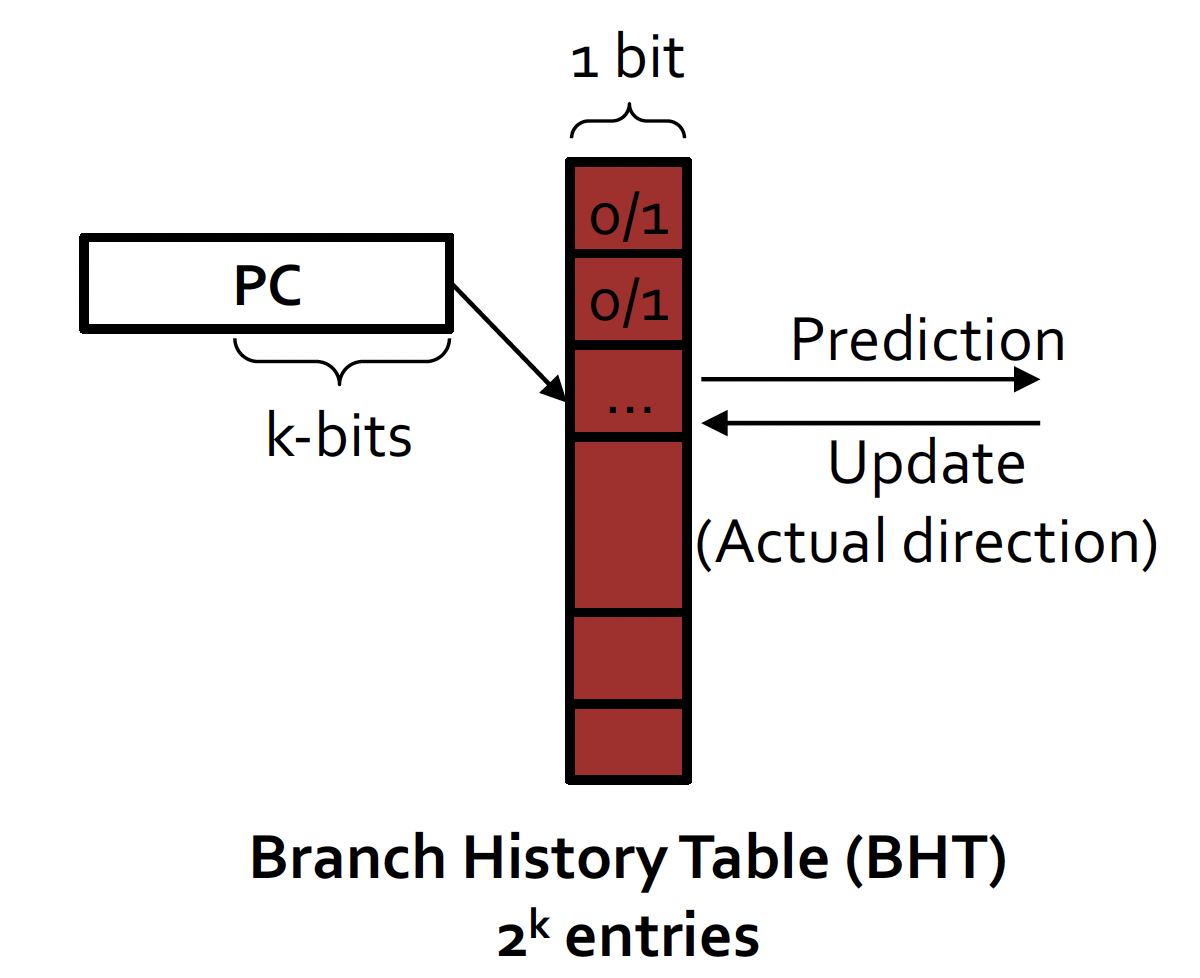 1 bit
0/1
PC
0/1
Prediction
...
k-bits
Update
(Actual direction)
Branch History Table (BHT)
2ᵏ entries